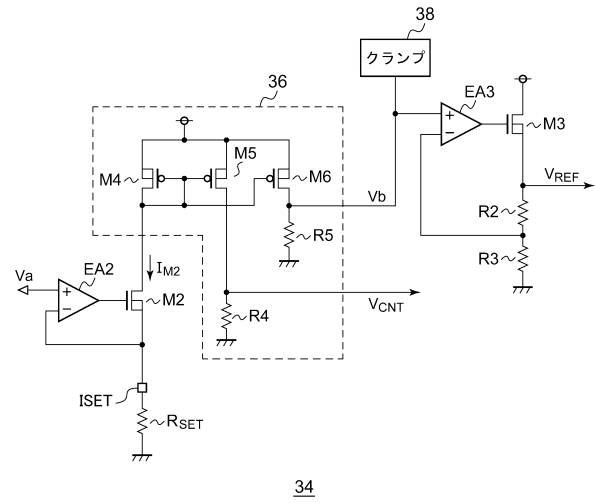 38
クランプ
36
EA3
M3
M4
M5
M6
VREF
Vb
R2
R5
R3
IM2
Va
EA2
M2
VCNT
R4
ISET
RSET
34